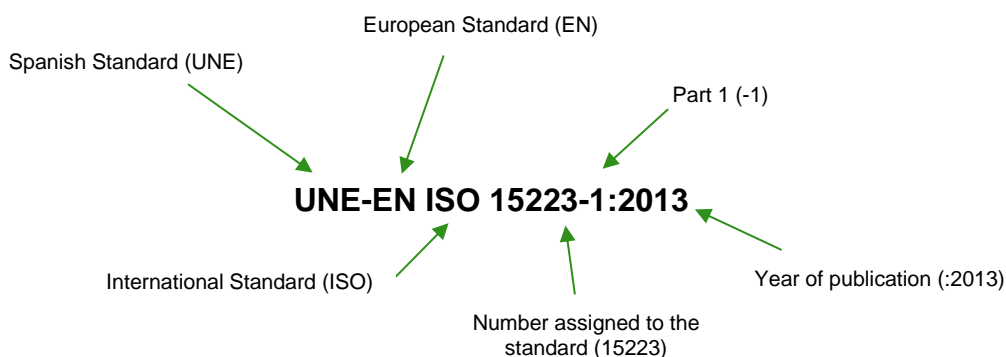 European Standard (EN)
Spanish Standard (UNE)
Part 1 (-1)
UNE-EN ISO 15223-1:2013
International Standard (ISO)
Year of publication (:2013)
Number assigned to the
standard (15223)